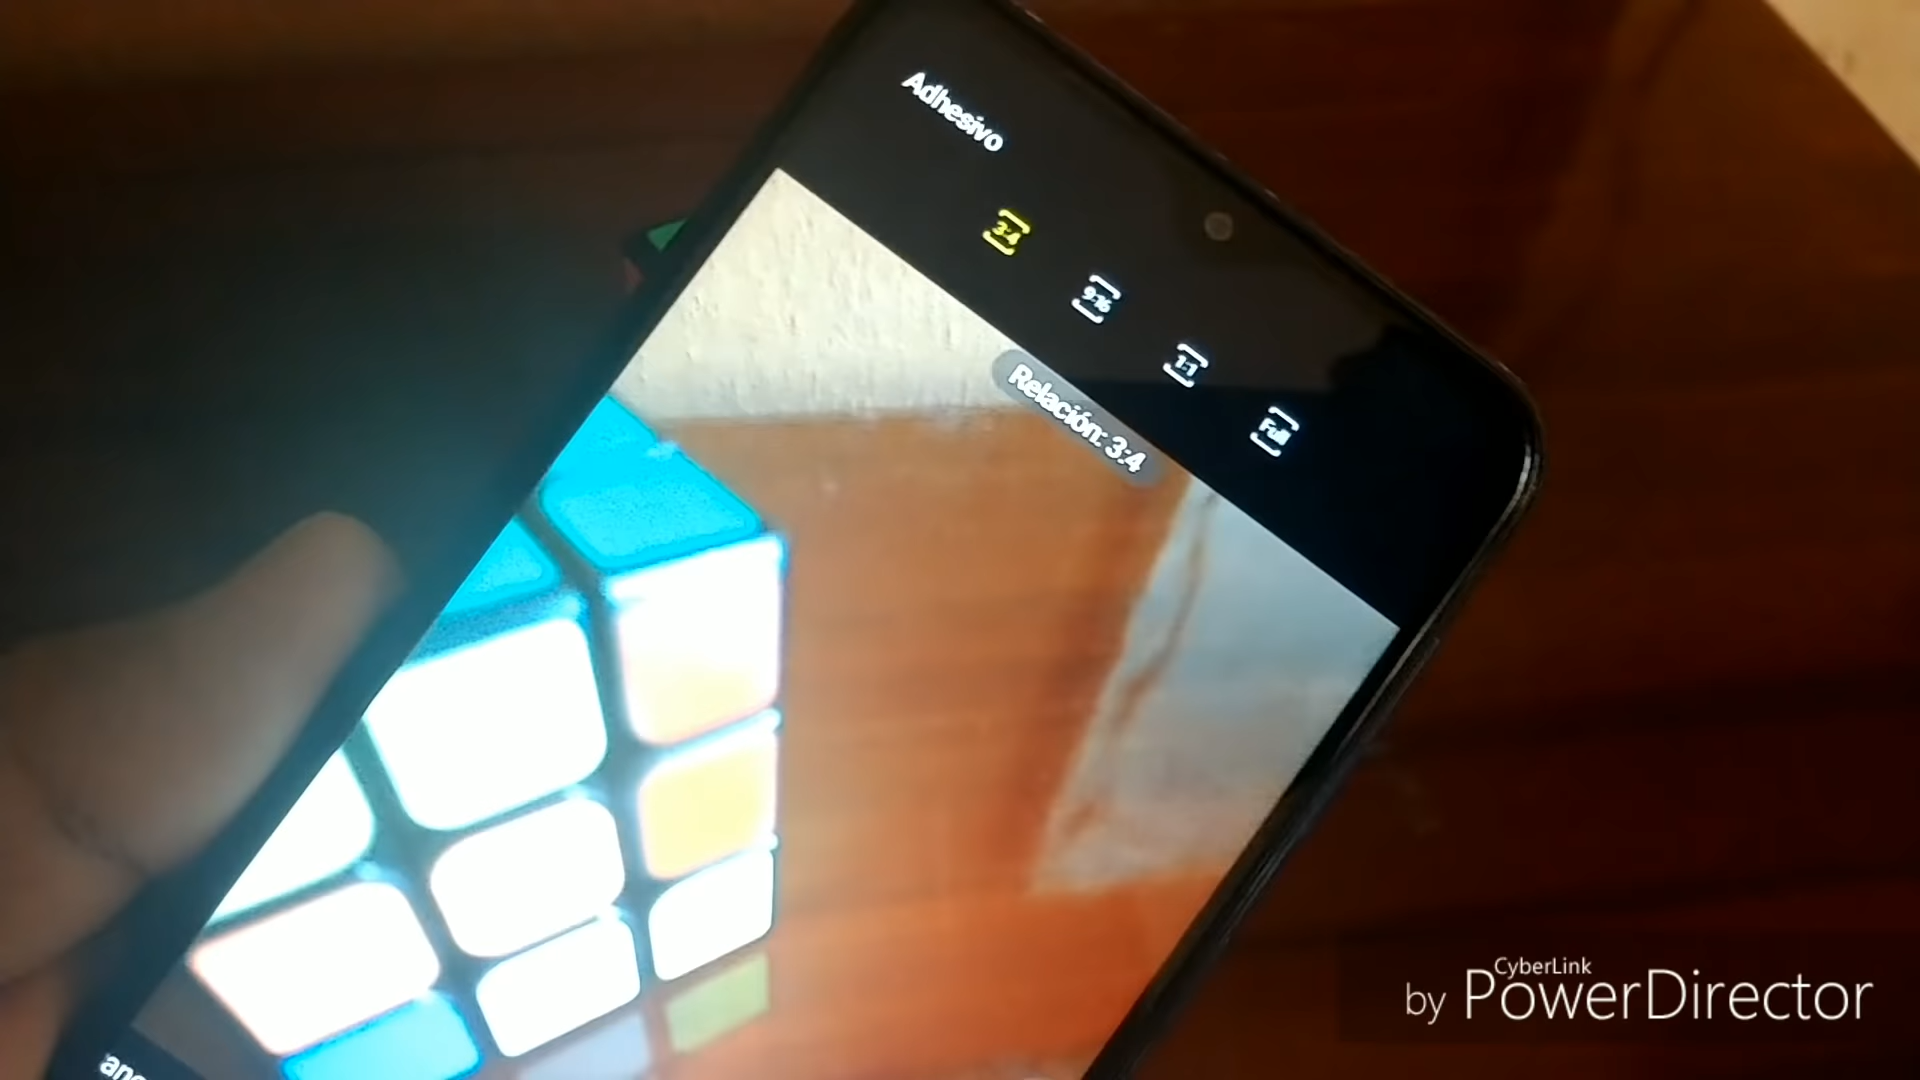 Adhesivo
3:4
9:16
1:1
Full
Relación: 3:4
CyberLink
by PowerDirector